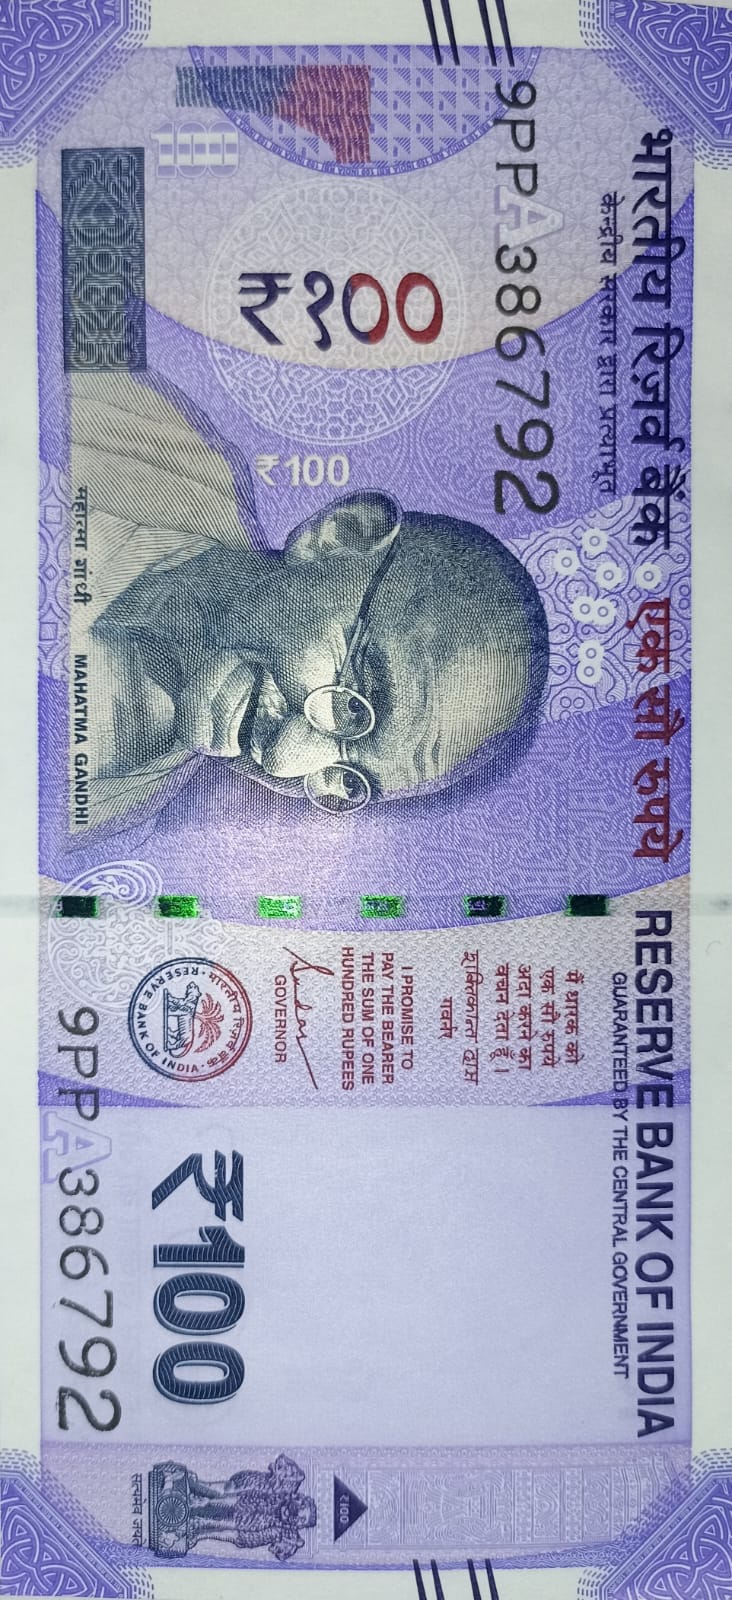 भारतीय रिज़र्व बैंक
केन्द्रीय सरकार द्वारा प्रत्याभूत
एक सौ रुपये
RESERVE BANK OF INDIA
GUARANTEED BY THE CENTRAL GOVERNMENT
9PP A 386792
₹१००
₹100
मैं धारक को
एक सौ रुपये
अदा करने का
वचन देता हूँ ।
शक्तिकान्त दास
गवर्नर
I PROMISE TO
PAY THE BEARER
THE SUM OF ONE
HUNDRED RUPEES
GOVERNOR
भारतीय रिज़र्व बैंक
RESERVE BANK OF INDIA
₹100
₹100
सत्यमेव जयते
महात्मा गांधी
MAHATMA GANDHI
9PP A 386792